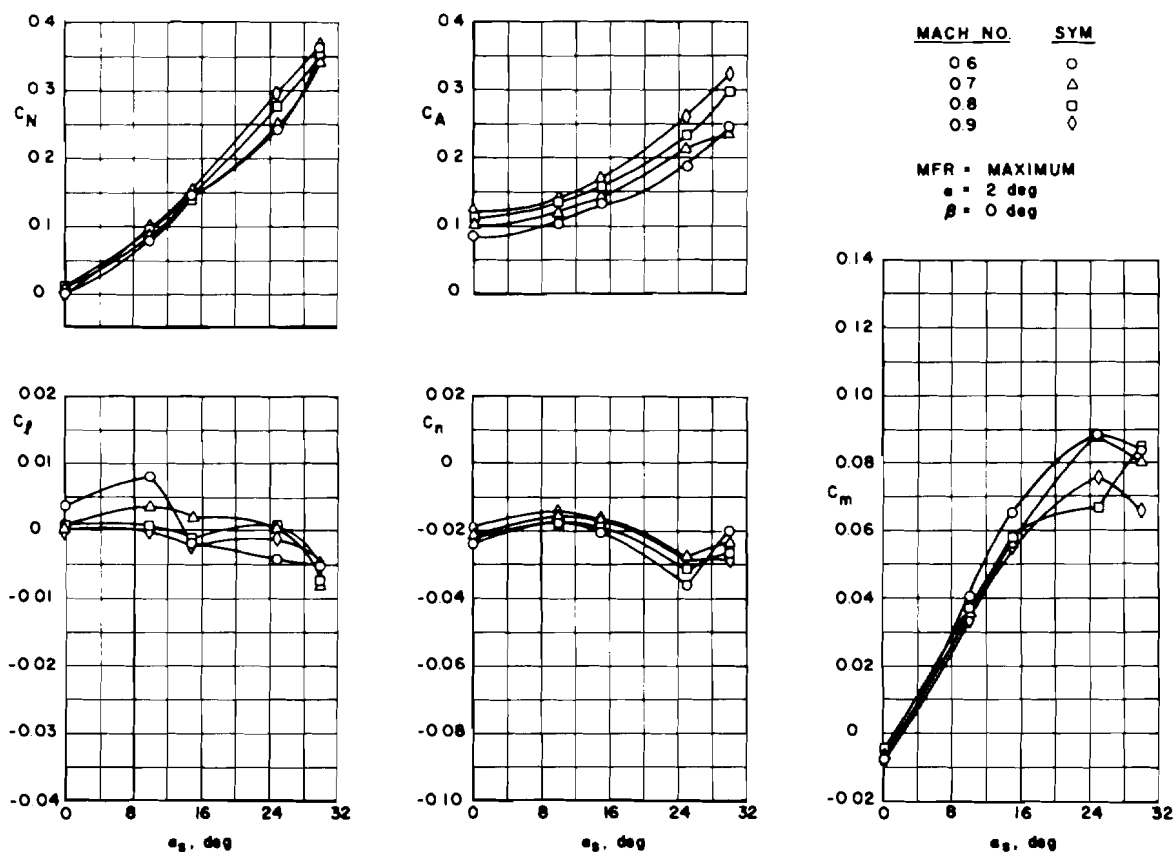 0.4
0.3
C_N
0.2
0.1
0
0.4
0.3
C_A
0.2
0.1
0
MACH NO. SYM
0.6
0.7
0.8
0.9
MFR = MAXIMUM
α = 2 deg
β = 0 deg
0.02
C_ℓ
0.01
0
-0.01
-0.02
-0.04
0 8 16 24 32
α_s, deg
0.02
C_n
0
-0.02
-0.04
-0.06
-0.08
-0.10
0 8 16 24 32
α_s, deg
0.14
0.12
0.10
0.08
C_m
0.06
0.04
0.02
0
-0.02
0 8 16 24 32
α_s, deg